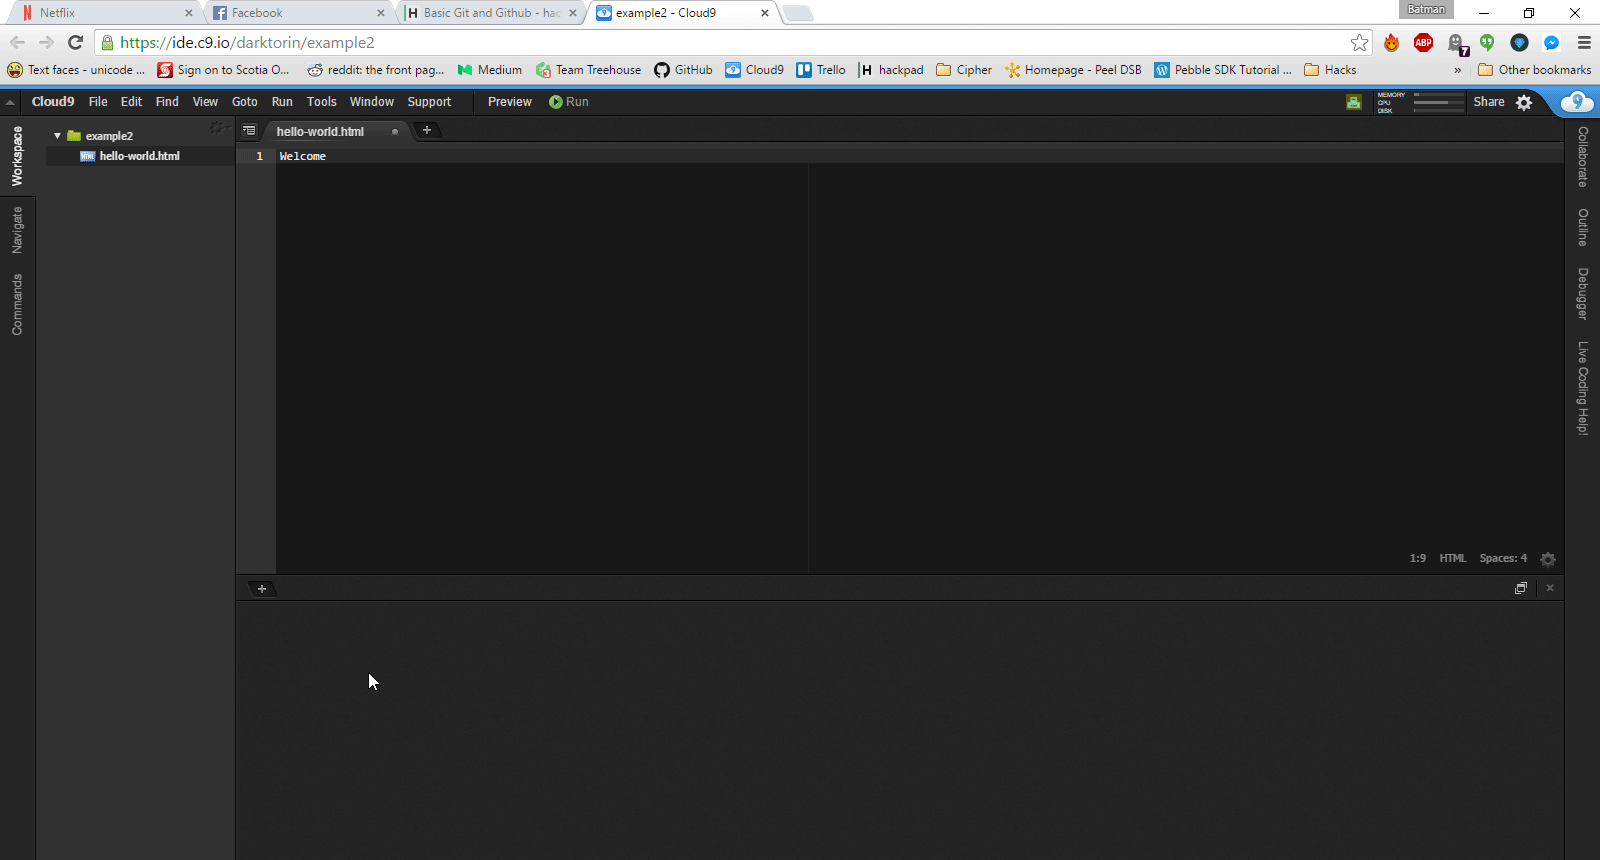 Netflix
Facebook
Basic Git and Github - hac
example2 - Cloud9
Batman
https://ide.c9.io/darktorin/example2
ABP
7
Text faces - unicode ...
Sign on to Scotia O...
reddit: the front pag...
Medium
Team Treehouse
GitHub
Cloud9
Trello
hackpad
Cipher
Homepage - Peel DSB
Pebble SDK Tutorial ...
Hacks
»
Other bookmarks
Cloud9 File Edit Find View Goto Run Tools Window Support Preview Run
MEMORY
CPU
DISK
Share
9
Workspace
Navigate
Commands
example2
HTML
hello-world.html
hello-world.html
1 Welcome
1:9 HTML Spaces: 4
Collaborate
Outline
Debugger
Live Coding Help!